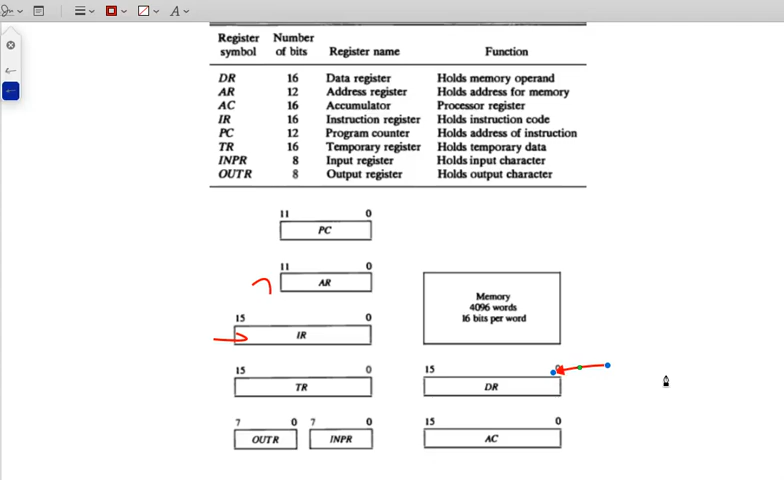 Register Number
symbol of bits Register name Function
DR 16 Data register Holds memory operand
AR 12 Address register Holds address for memory
AC 16 Accumulator Processor register
IR 16 Instruction register Holds instruction code
PC 12 Program counter Holds address of instruction
TR 16 Temporary register Holds temporary data
INPR 8 Input register Holds input character
OUTR 8 Output register Holds output character
11 0
PC
11 0
AR
Memory
4096 words
16 bits per word
15 0
IR
15 0
TR
15
DR
7 0 7 0
OUTR INPR
15 0
AC
A